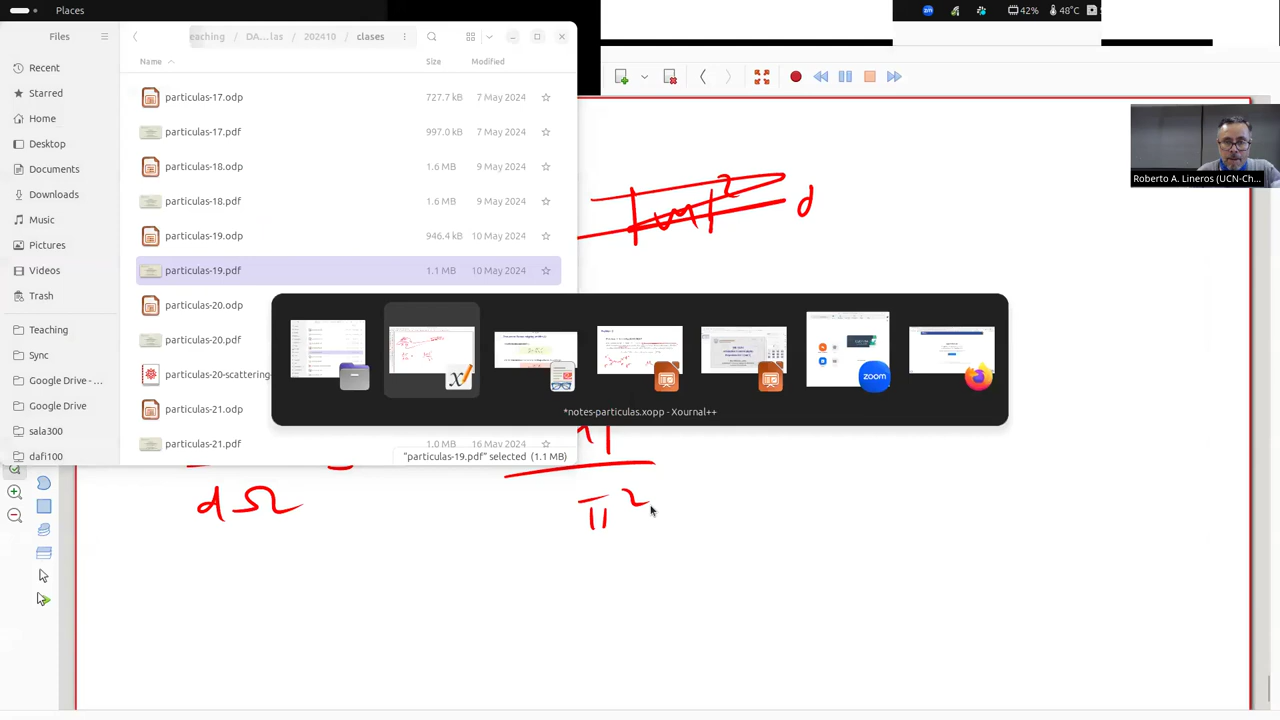 Places
42%
48°C
Files
eaching / DA...las / 202410 / clases
Name
Size
Modified
Recent
Starred
Home
Desktop
Documents
Downloads
Music
Pictures
Videos
Trash
Teaching
Sync
Google Drive - ...
Google Drive
sala300
dafi100
particulas-17.odp 727.7 kB 7 May 2024
particulas-17.pdf 997.0 kB 7 May 2024
particulas-18.odp 1.6 MB 9 May 2024
particulas-18.pdf 1.6 MB 9 May 2024
particulas-19.odp 946.4 kB 10 May 2024
particulas-19.pdf 1.1 MB 10 May 2024
particulas-20.odp
particulas-20.pdf
particulas-20-scattering-
particulas-21.odp
particulas-21.pdf 1.0 MB 16 May 2024
"particulas-19.pdf" selected (1.1 MB)
zoom
*notes-particulas.xopp - Xournal++
Roberto A. Lineros (UCN-Ch...
|M|² d
dΩ
π²